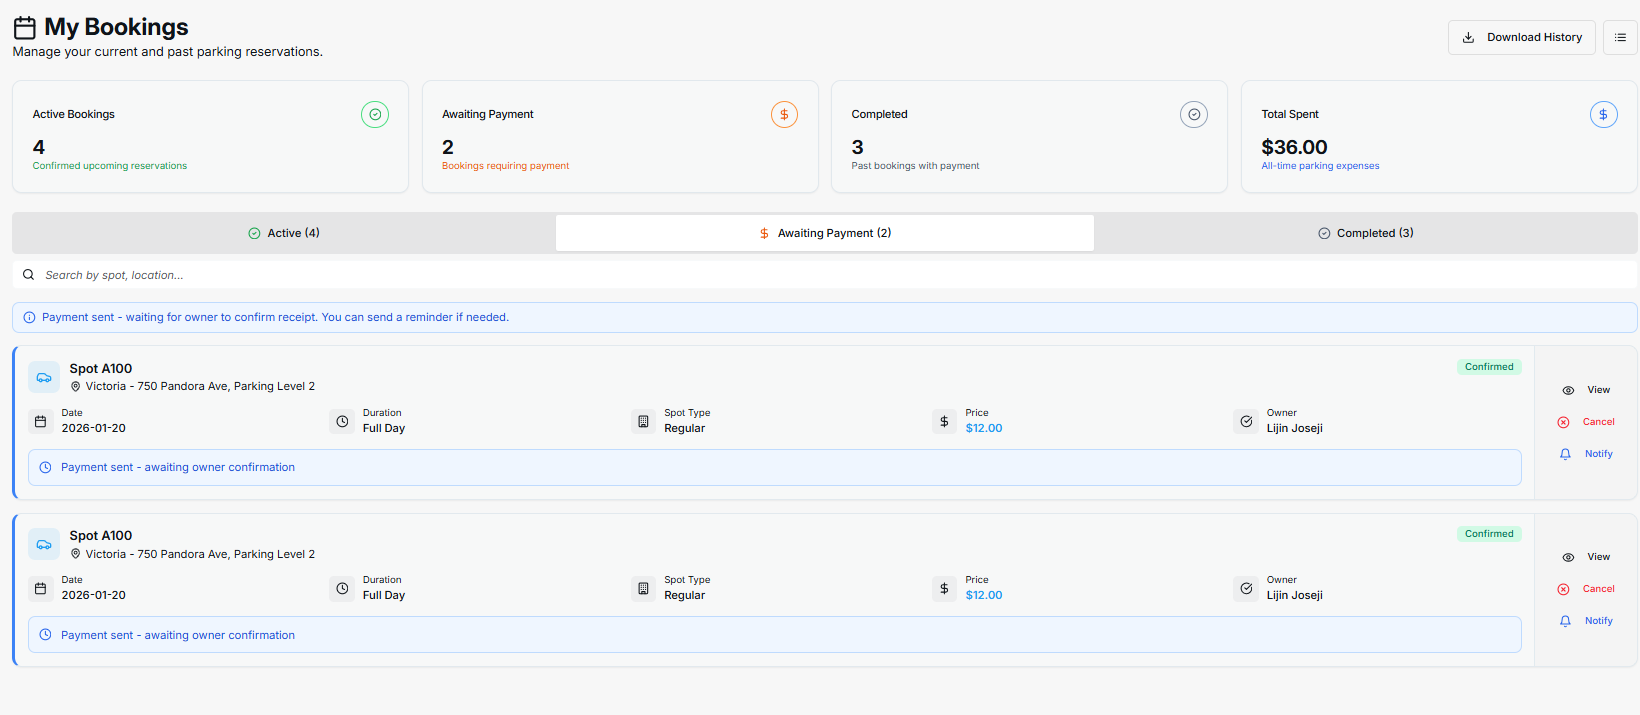 My Bookings
Manage your current and past parking reservations.
Download History
Active Bookings
4
Confirmed upcoming reservations
Awaiting Payment
2
Bookings requiring payment
Completed
3
Past bookings with payment
Total Spent
$36.00
All-time parking expenses
Active (4)
Awaiting Payment (2)
Completed (3)
Search by spot, location...
Payment sent - waiting for owner to confirm receipt. You can send a reminder if needed.
Spot A100
Victoria - 750 Pandora Ave, Parking Level 2
Confirmed
Date
2026-01-20
Duration
Full Day
Spot Type
Regular
Price
$12.00
Owner
Lijin Joseji
Payment sent - awaiting owner confirmation
View
Cancel
Notify
Spot A100
Victoria - 750 Pandora Ave, Parking Level 2
Confirmed
Date
2026-01-20
Duration
Full Day
Spot Type
Regular
Price
$12.00
Owner
Lijin Joseji
Payment sent - awaiting owner confirmation
View
Cancel
Notify